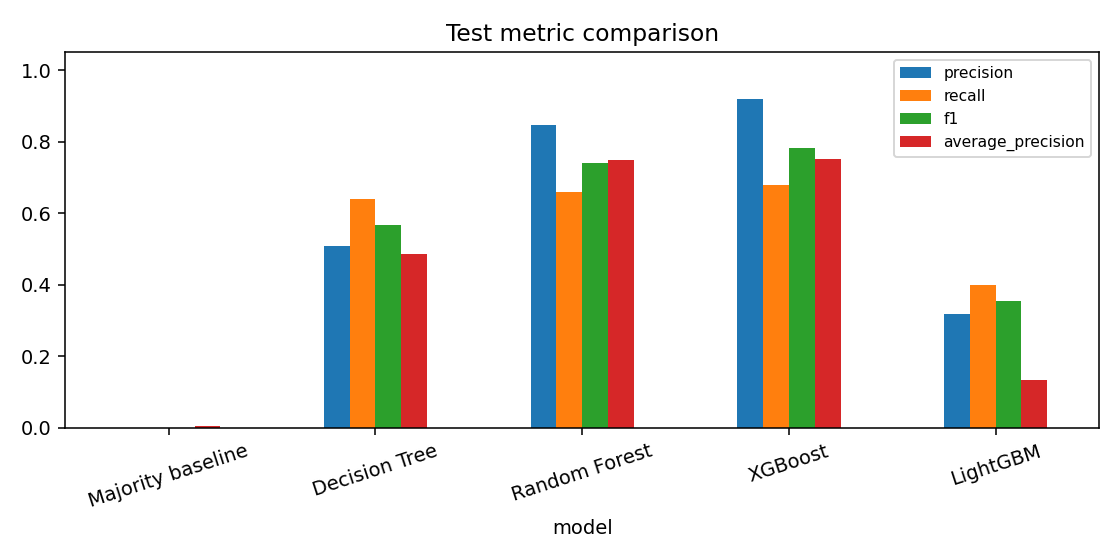 Test metric comparison
1.0
0.8
0.6
0.4
0.2
0.0
precision
recall
f1
average_precision
Majority baseline
Decision Tree
Random Forest
XGBoost
LightGBM
model